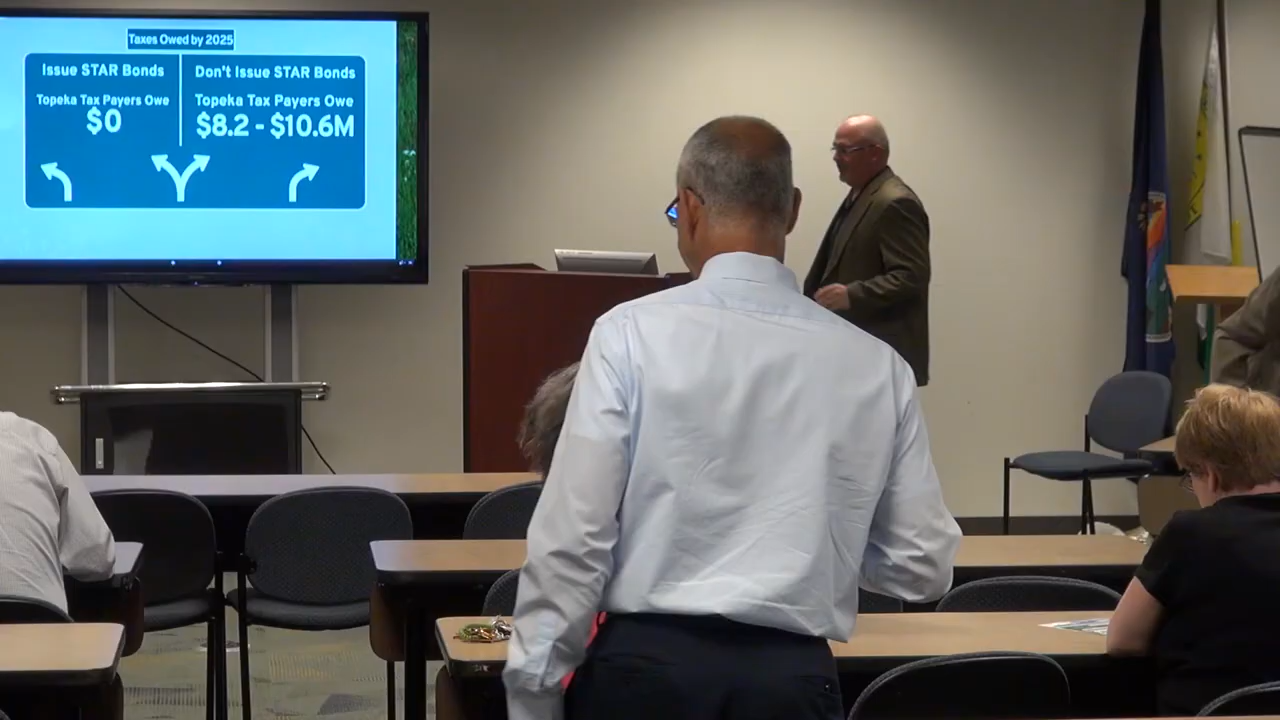 Taxes Owed by 2025
Issue STAR Bonds
Topeka Tax Payers Owe
$0
Don't Issue STAR Bonds
Topeka Tax Payers Owe
$8.2 - $10.6M